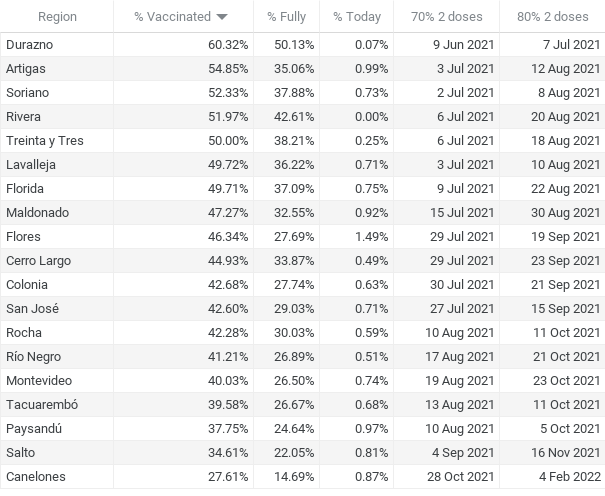 Region % Vaccinated % Fully % Today 70% 2 doses 80% 2 doses
Durazno 60.32% 50.13% 0.07% 9 Jun 2021 7 Jul 2021
Artigas 54.85% 35.06% 0.99% 3 Jul 2021 12 Aug 2021
Soriano 52.33% 37.88% 0.73% 2 Jul 2021 8 Aug 2021
Rivera 51.97% 42.61% 0.00% 6 Jul 2021 20 Aug 2021
Treinta y Tres 50.00% 38.21% 0.25% 6 Jul 2021 18 Aug 2021
Lavalleja 49.72% 36.22% 0.71% 3 Jul 2021 10 Aug 2021
Florida 49.71% 37.09% 0.75% 9 Jul 2021 22 Aug 2021
Maldonado 47.27% 32.55% 0.92% 15 Jul 2021 30 Aug 2021
Flores 46.34% 27.69% 1.49% 29 Jul 2021 19 Sep 2021
Cerro Largo 44.93% 33.87% 0.49% 29 Jul 2021 23 Sep 2021
Colonia 42.68% 27.74% 0.63% 30 Jul 2021 21 Sep 2021
San José 42.60% 29.03% 0.71% 27 Jul 2021 15 Sep 2021
Rocha 42.28% 30.03% 0.59% 10 Aug 2021 11 Oct 2021
Río Negro 41.21% 26.89% 0.51% 17 Aug 2021 21 Oct 2021
Montevideo 40.03% 26.50% 0.74% 19 Aug 2021 23 Oct 2021
Tacuarembó 39.58% 26.67% 0.68% 13 Aug 2021 11 Oct 2021
Paysandú 37.75% 24.64% 0.97% 10 Aug 2021 5 Oct 2021
Salto 34.61% 22.05% 0.81% 4 Sep 2021 16 Nov 2021
Canelones 27.61% 14.69% 0.87% 28 Oct 2021 4 Feb 2022